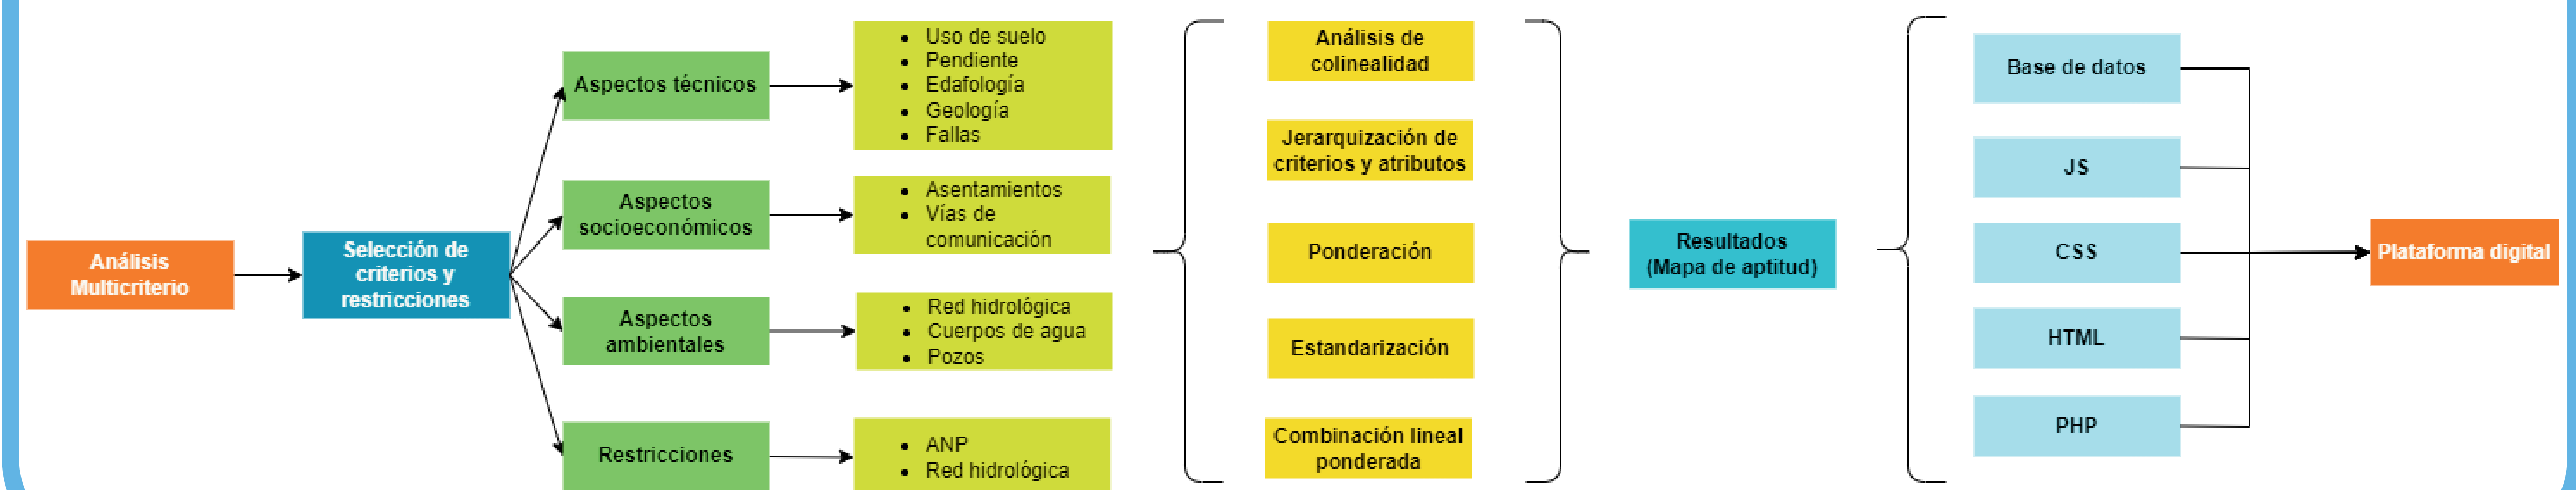 Análisis
Multicriterio
Selección de
criterios y
restricciones
Aspectos técnicos
• Uso de suelo
• Pendiente
• Edafología
• Geología
• Fallas
Aspectos
socioeconómicos
• Asentamientos
• Vías de
comunicación
Aspectos
ambientales
• Red hidrológica
• Cuerpos de agua
• Pozos
Restricciones
• ANP
• Red hidrológica
Análisis de
colinealidad
Jerarquización de
criterios y atributos
Ponderación
Estandarización
Combinación lineal
ponderada
Resultados
(Mapa de aptitud)
Base de datos
JS
CSS
HTML
PHP
Plataforma digital